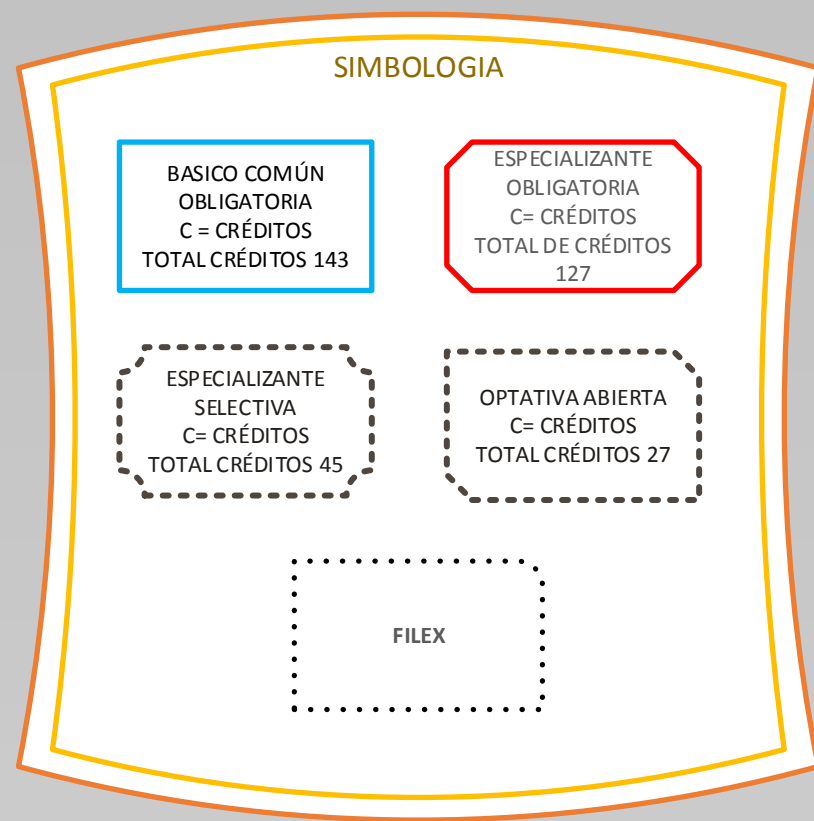 SIMBOLOGIA
BASICO COMÚN
OBLIGATORIA
C = CRÉDITOS
TOTAL CRÉDITOS 143
ESPECIALIZANTE
OBLIGATORIA
C= CRÉDITOS
TOTAL DE CRÉDITOS
127
ESPECIALIZANTE
SELECTIVA
C= CRÉDITOS
TOTAL CRÉDITOS 45
OPTATIVA ABIERTA
C= CRÉDITOS
TOTAL CRÉDITOS 27
FILEX